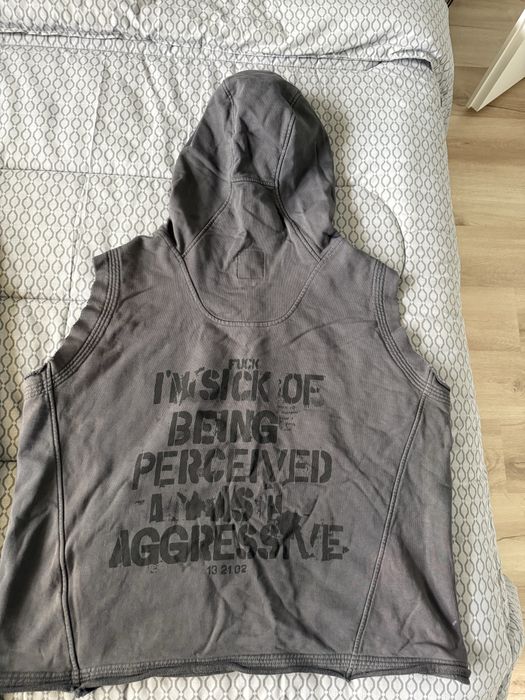 FUCK
I'M SICK OF
BEING
PERCEIVED
AGGRESSIVE.
13 21 02